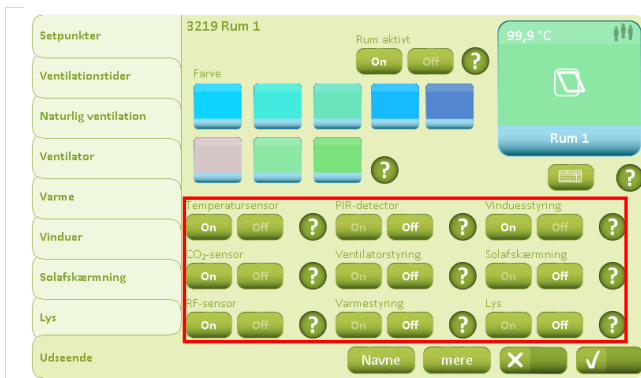 Setpunkter
Ventilationstider
Naturlig ventilation
Ventilator
Varme
Vinduer
Solafskærmning
Lys
Udseende
3219 Rum 1
Rum aktivt
On Off ?
Farve
?
99,9 °C
Rum 1
?
Temperatursensor PIR-detector Vinduesstyring
On Off ? On Off ? On Off ?
CO2-sensor Ventilatorstyring Solafskærmning
On Off ? On Off ? On Off ?
RF-sensor Varmestyring Lys
On Off ? On Off ? On Off ?
Navne mere